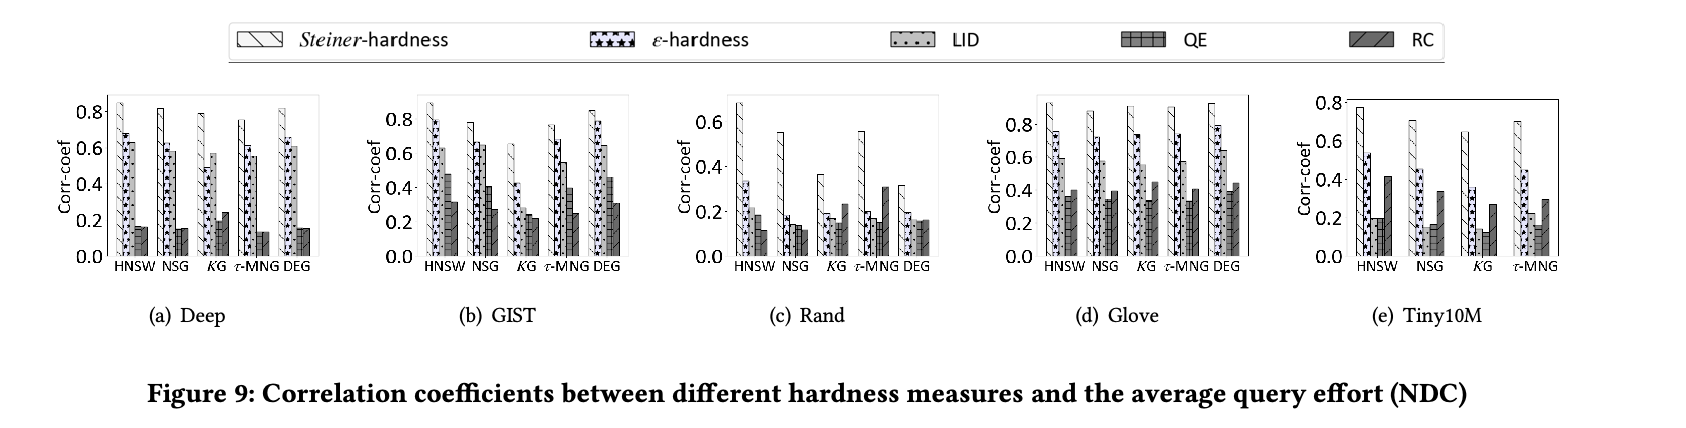 Steiner-hardness ε-hardness LID QE RC
Corr-coef
0.8
0.6
0.4
0.2
0.0
HNSW NSG KG τ-MNG DEG
(a) Deep
Corr-coef
0.8
0.6
0.4
0.2
0.0
HNSW NSG KG τ-MNG DEG
(b) GIST
Corr-coef
0.6
0.4
0.2
0.0
HNSW NSG KG τ-MNG DEG
(c) Rand
Corr-coef
0.8
0.6
0.4
0.2
0.0
HNSW NSG KG τ-MNG DEG
(d) Glove
Corr-coef
0.8
0.6
0.4
0.2
0.0
HNSW NSG KG τ-MNG
(e) Tiny10M
Figure 9: Correlation coefficients between different hardness measures and the average query effort (NDC)